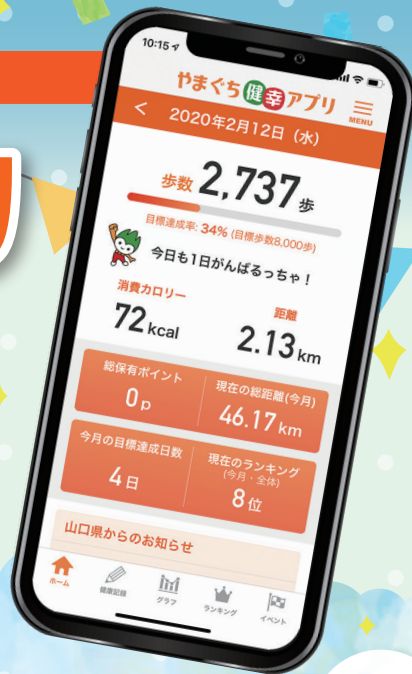 10:15
やまぐち健幸アプリ
MENU
< 2020年2月12日（水）
歩数 2,737歩
目標達成率: 34% (目標歩数8,000歩)
今日も1日がんばるっちゃ！
消費カロリー 距離
72 kcal 2.13 km
総保有ポイント 現在の総距離(今月)
0 p 46.17 km
今月の目標達成日数 現在のランキング
(今月・全体)
4日 8位
山口県からのお知らせ
ホーム 健康記録 グラフ ランキング イベント